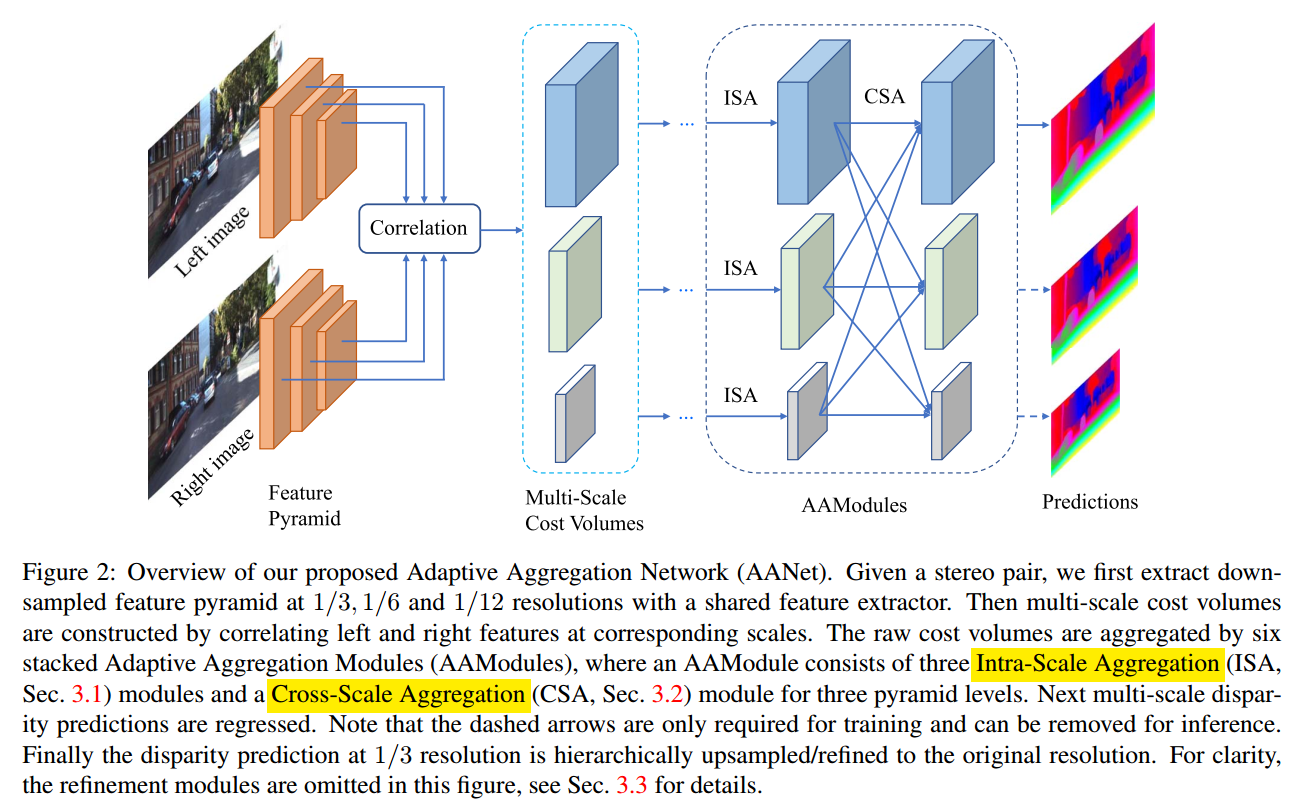 Left image
Right image
Feature
Pyramid
Correlation
Multi-Scale
Cost Volumes
ISA
CSA
ISA
ISA
...
...
...
AAModules
Predictions
Figure 2: Overview of our proposed Adaptive Aggregation Network (AANet). Given a stereo pair, we first extract down-
sampled feature pyramid at 1/3, 1/6 and 1/12 resolutions with a shared feature extractor. Then multi-scale cost volumes
are constructed by correlating left and right features at corresponding scales. The raw cost volumes are aggregated by six
stacked Adaptive Aggregation Modules (AAModules), where an AAModule consists of three Intra-Scale Aggregation (ISA,
Sec. 3.1) modules and a Cross-Scale Aggregation (CSA, Sec. 3.2) module for three pyramid levels. Next multi-scale dispar-
ity predictions are regressed. Note that the dashed arrows are only required for training and can be removed for inference.
Finally the disparity prediction at 1/3 resolution is hierarchically upsampled/refined to the original resolution. For clarity,
the refinement modules are omitted in this figure, see Sec. 3.3 for details.